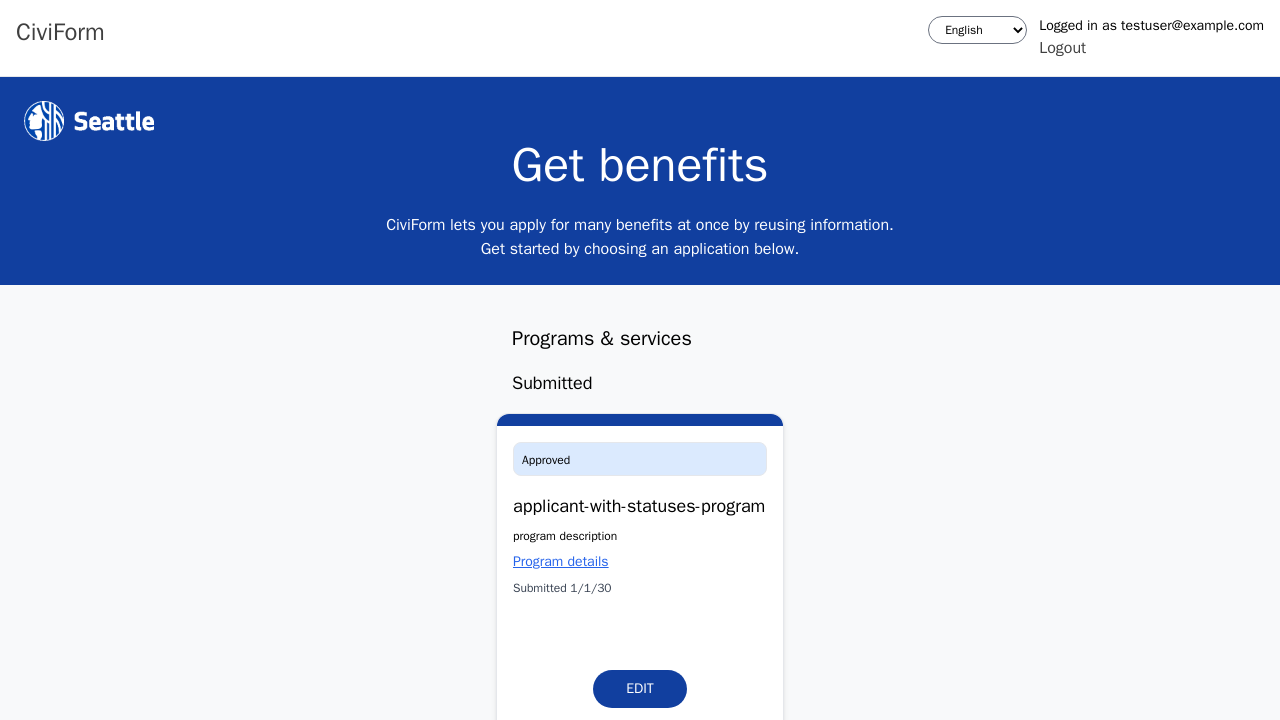 CiviForm
English
Logged in as testuser@example.com
Logout
Seattle
Get benefits
CiviForm lets you apply for many benefits at once by reusing information.
Get started by choosing an application below.
Programs & services
Submitted
Approved
applicant-with-statuses-program
program description
Program details
Submitted 1/1/30
EDIT